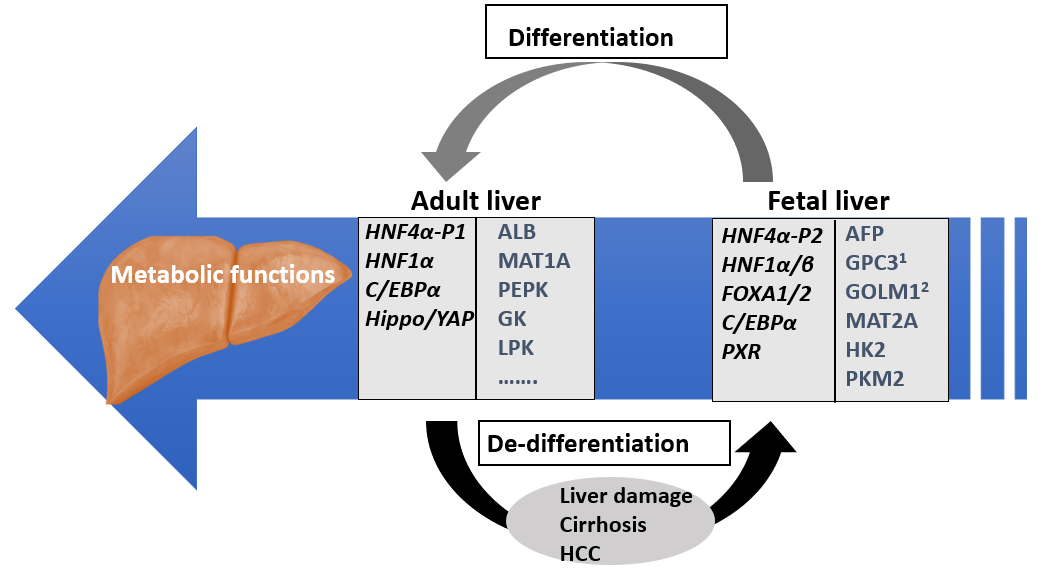 Differentiation
Adult liver
Fetal liver
Metabolic functions
HNF4α-P1
HNF1α
C/EBPα
Hippo/YAP
ALB
MAT1A
PEPK
GK
LPK
…….
HNF4α-P2
HNF1α/β
FOXA1/2
C/EBPα
PXR
AFP
GPC3¹
GOLM1²
MAT2A
HK2
PKM2
De-differentiation
Liver damage
Cirrhosis
HCC